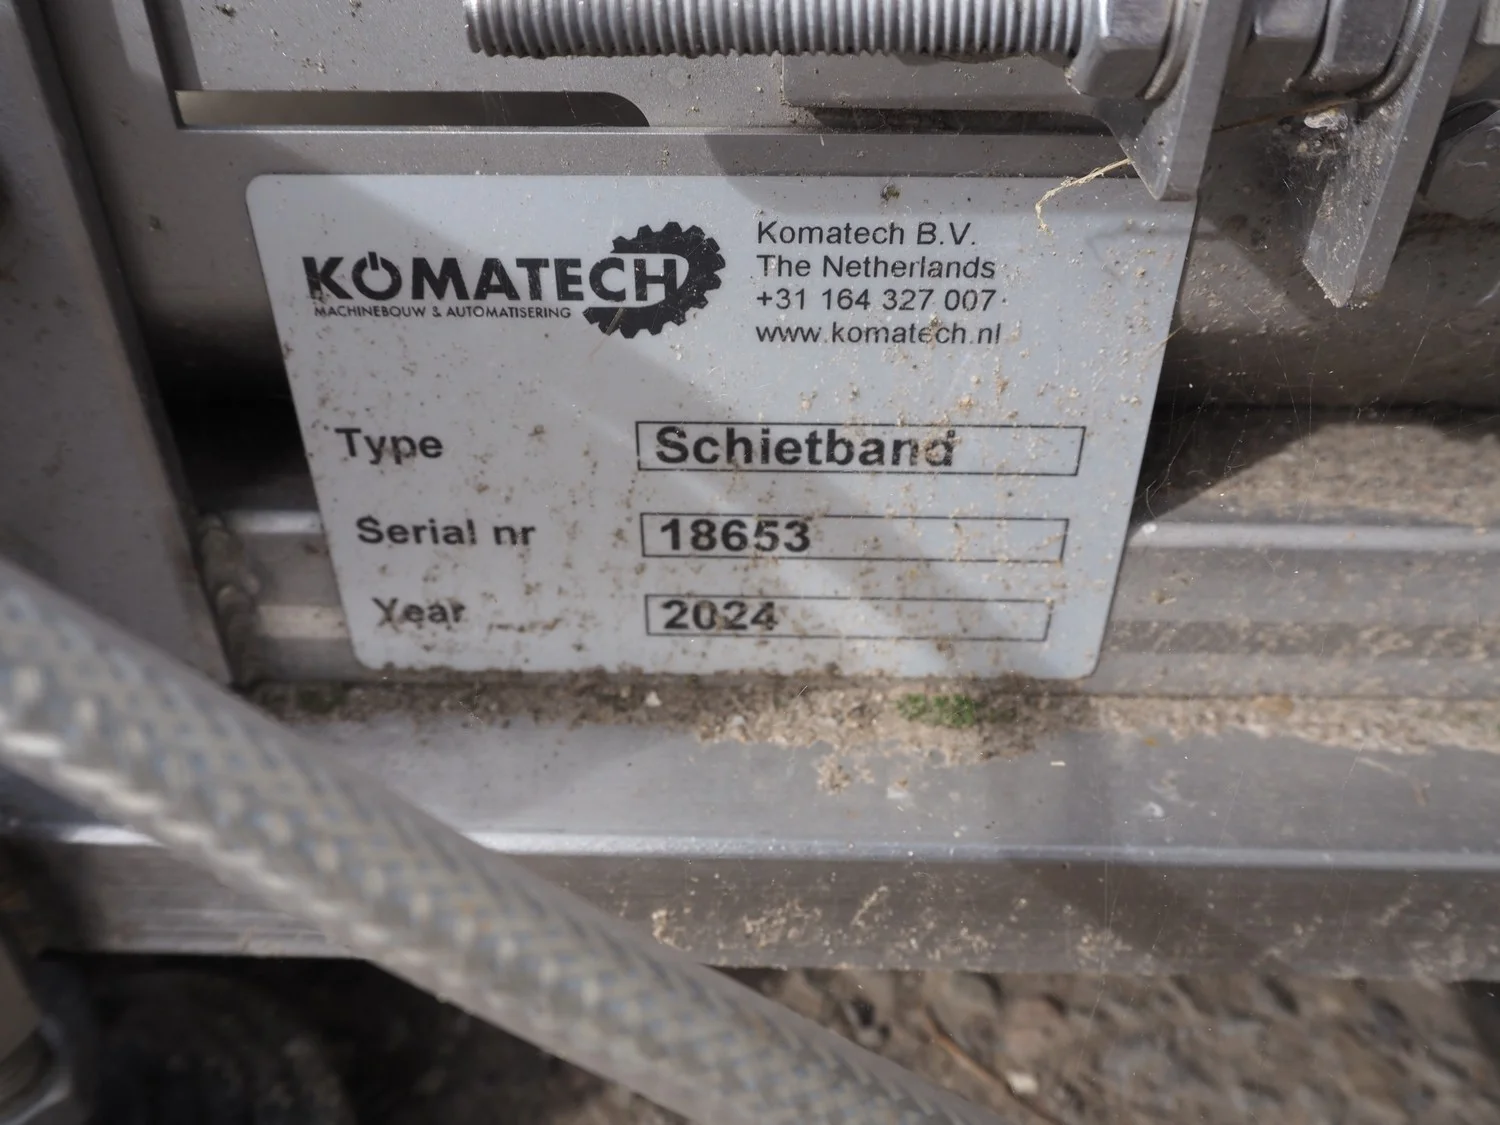 KOMATECH
MACHINEBOUW & AUTOMATISERING
Komatech B.V.
The Netherlands
+31 164 327 007
www.komatech.nl
Type Schietband
Serial nr 18653
Year 2024